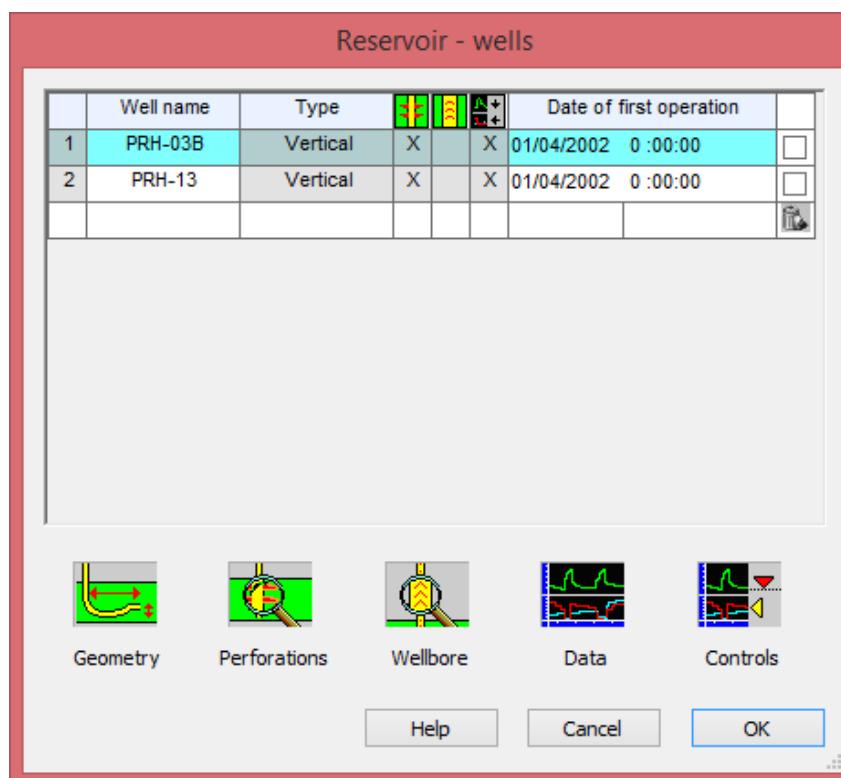 Reservoir - wells
Well name Type Date of first operation
1 PRH-03B Vertical X X 01/04/2002 0 :00:00
2 PRH-13 Vertical X X 01/04/2002 0 :00:00
Geometry Perforations Wellbore Data Controls
Help Cancel OK